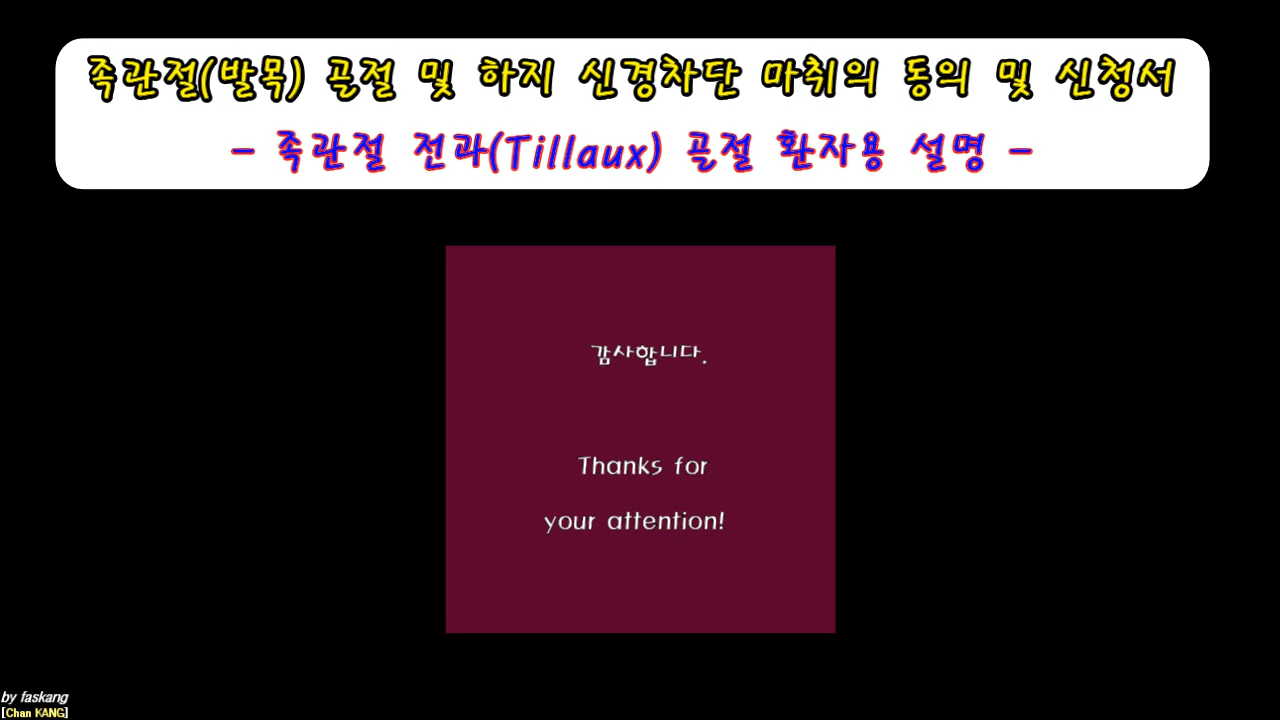 족관절(발목) 골절 및 하지 신경차단 마취의 동의 및 신청서
- 족관절 전과(Tillaux) 골절 환자용 설명 -
감사합니다.
Thanks for
your attention!
by faskang
[Chan KANG]